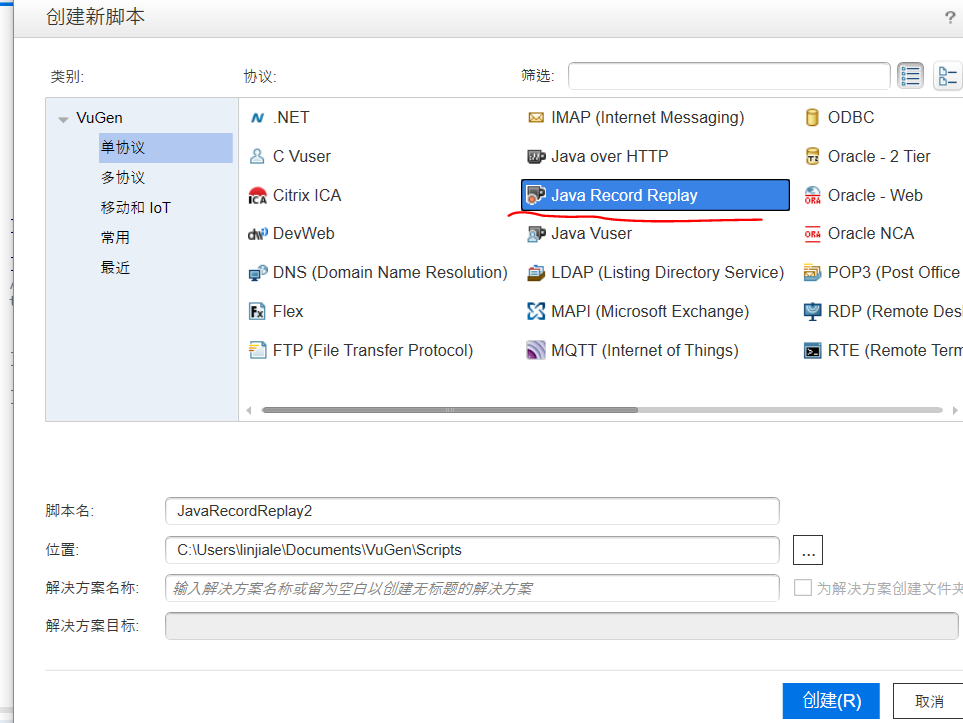 创建新脚本 ?
类别: 协议: 筛选:
VuGen
单协议
多协议
移动和 IoT
常用
最近
.NET
C Vuser
Citrix ICA
DevWeb
DNS (Domain Name Resolution)
Flex
FTP (File Transfer Protocol)
IMAP (Internet Messaging)
Java over HTTP
Java Record Replay
Java Vuser
LDAP (Listing Directory Service)
MAPI (Microsoft Exchange)
MQTT (Internet of Things)
ODBC
Oracle - 2 Tier
Oracle - Web
Oracle NCA
POP3 (Post Office
RDP (Remote Des
RTE (Remote Term
脚本名: JavaRecordReplay2
位置: C:\Users\linjiale\Documents\VuGen\Scripts ...
解决方案名称: 输入解决方案名称或留为空白以创建无标题的解决方案 为解决方案创建文件夹
解决方案目标:
创建(R) 取消